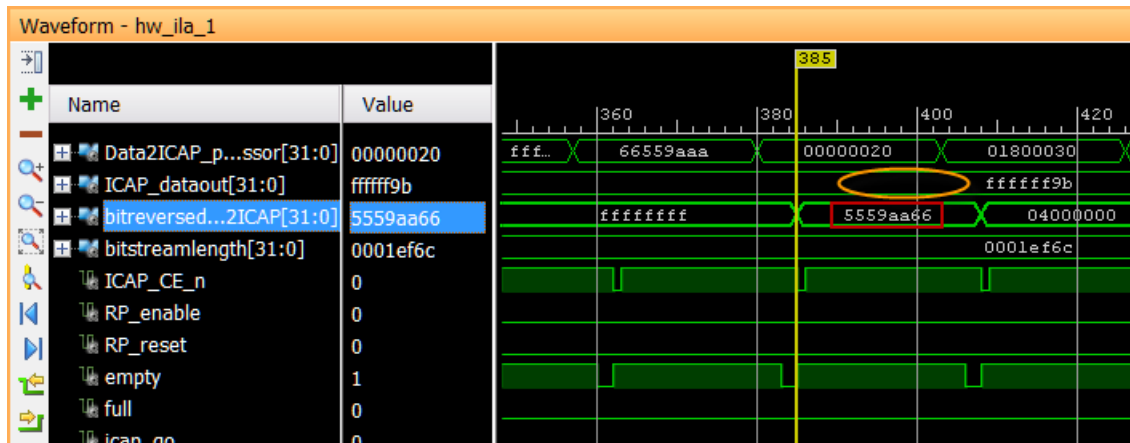 Waveform - hw_ila_1
385
Name Value
360 380 400 420
Data2ICAP_p...ssor[31:0] 00000020 fff... 66559aaa 00000020 01800030
ICAP_dataout[31:0] ffffff9b ffffff9b
bitreversed...2ICAP[31:0] 5559aa66 ffffffff 5559aa66 04000000
bitstreamlength[31:0] 0001ef6c 0001ef6c
ICAP_CE_n 0
RP_enable 0
RP_reset 0
empty 1
full 0
ican_go 0